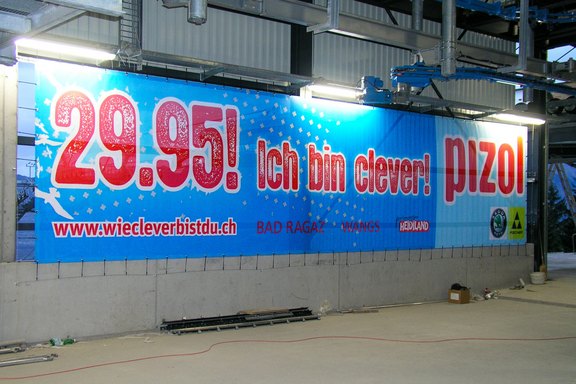 29.95! Ich bin clever! pizol
www.wiecleverbistdu.ch BAD RAGAZ - WANGS HEIDILAND